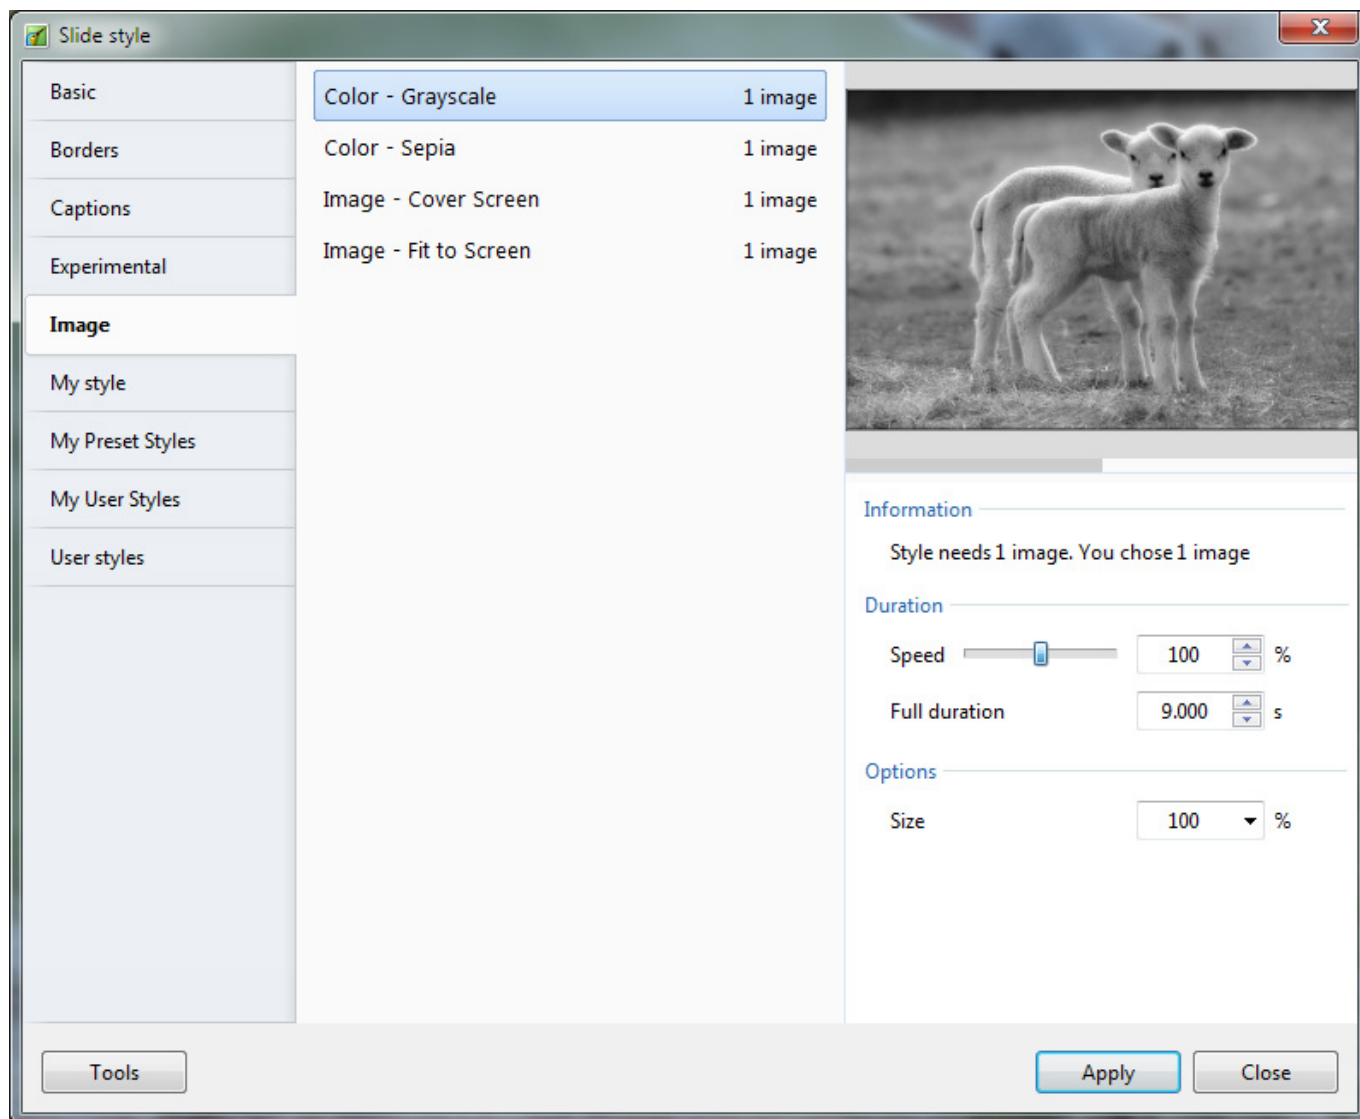 Slide style
Basic
Borders
Captions
Experimental
Image
My style
My Preset Styles
My User Styles
User styles
Color - Grayscale 1 image
Color - Sepia 1 image
Image - Cover Screen 1 image
Image - Fit to Screen 1 image
Information
Style needs 1 image. You chose 1 image
Duration
Speed 100 %
Full duration 9.000 s
Options
Size 100 %
Tools
Apply
Close